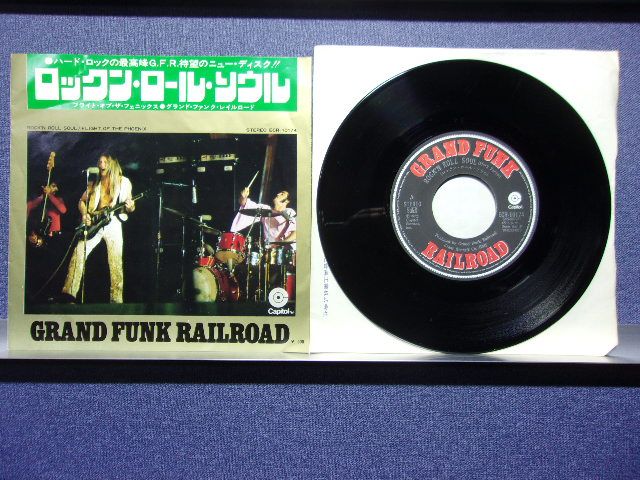 ●ハード・ロックの最高峰G.F.R.待望のニュー・ディスク!!
ロックン・ロール・ソウル
フライト・オブ・ザ・フェニックス●グランド・ファンク・レイルロード
ROCK'N ROLL SOUL/FLIGHT OF THE PHOENIX
STEREO ECR-10174
Capitol
GRAND FUNK RAILROAD
GRAND FUNK
ROCK'N ROLL SOUL
A
STEREO
ECR-10174
Capitol
RAILROAD